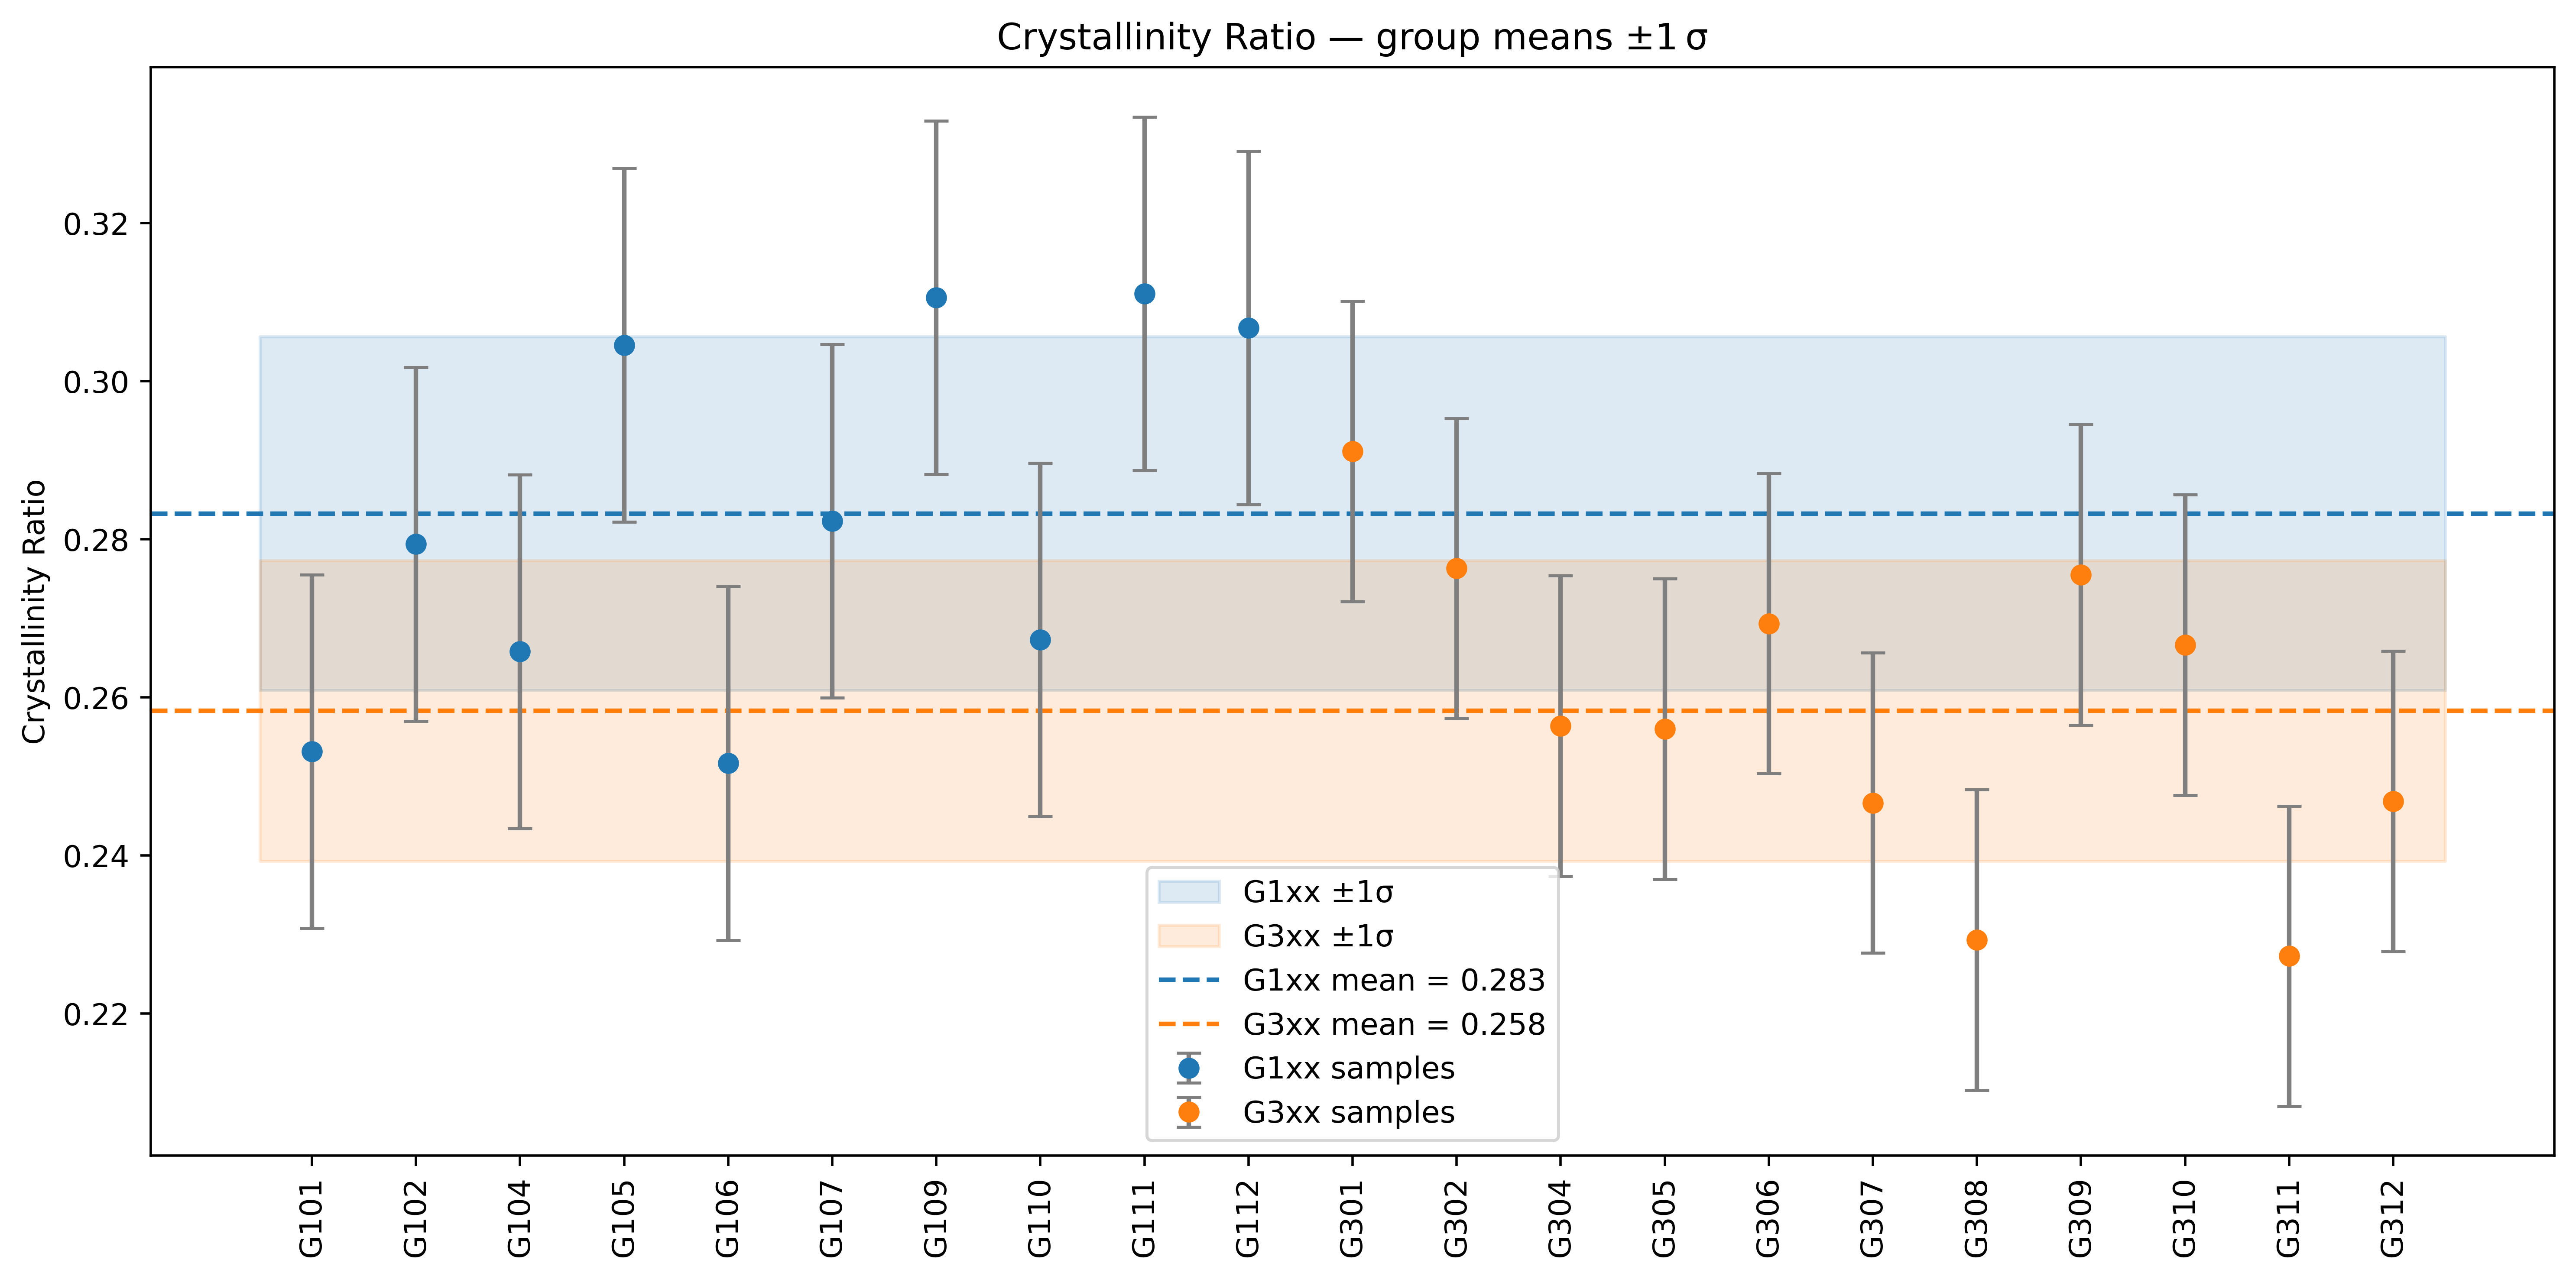 Crystallinity Ratio — group means ±1 σ
Crystallinity Ratio
0.32
0.30
0.28
0.26
0.24
0.22
G1xx ±1σ
G3xx ±1σ
G1xx mean = 0.283
G3xx mean = 0.258
G1xx samples
G3xx samples
G101
G102
G104
G105
G106
G107
G109
G110
G111
G112
G301
G302
G304
G305
G306
G307
G308
G309
G310
G311
G312